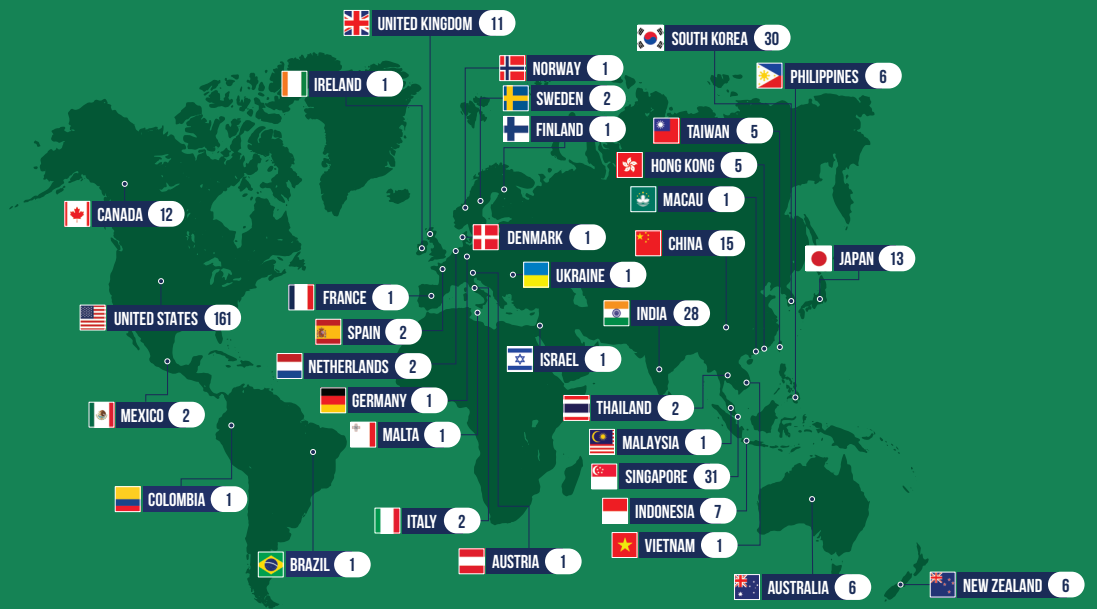 UNITED KINGDOM 11
SOUTH KOREA 30
NORWAY 1
PHILIPPINES 6
IRELAND 1
SWEDEN 2
FINLAND 1
TAIWAN 5
HONG KONG 5
MACAU 1
CANADA 12
DENMARK 1
CHINA 15
JAPAN 13
UKRAINE 1
FRANCE 1
INDIA 28
UNITED STATES 161
SPAIN 2
ISRAEL 1
NETHERLANDS 2
GERMANY 1
THAILAND 2
MEXICO 2
MALTA 1
MALAYSIA 1
SINGAPORE 31
COLOMBIA 1
INDONESIA 7
ITALY 2
VIETNAM 1
BRAZIL 1
AUSTRIA 1
AUSTRALIA 6
NEW ZEALAND 6